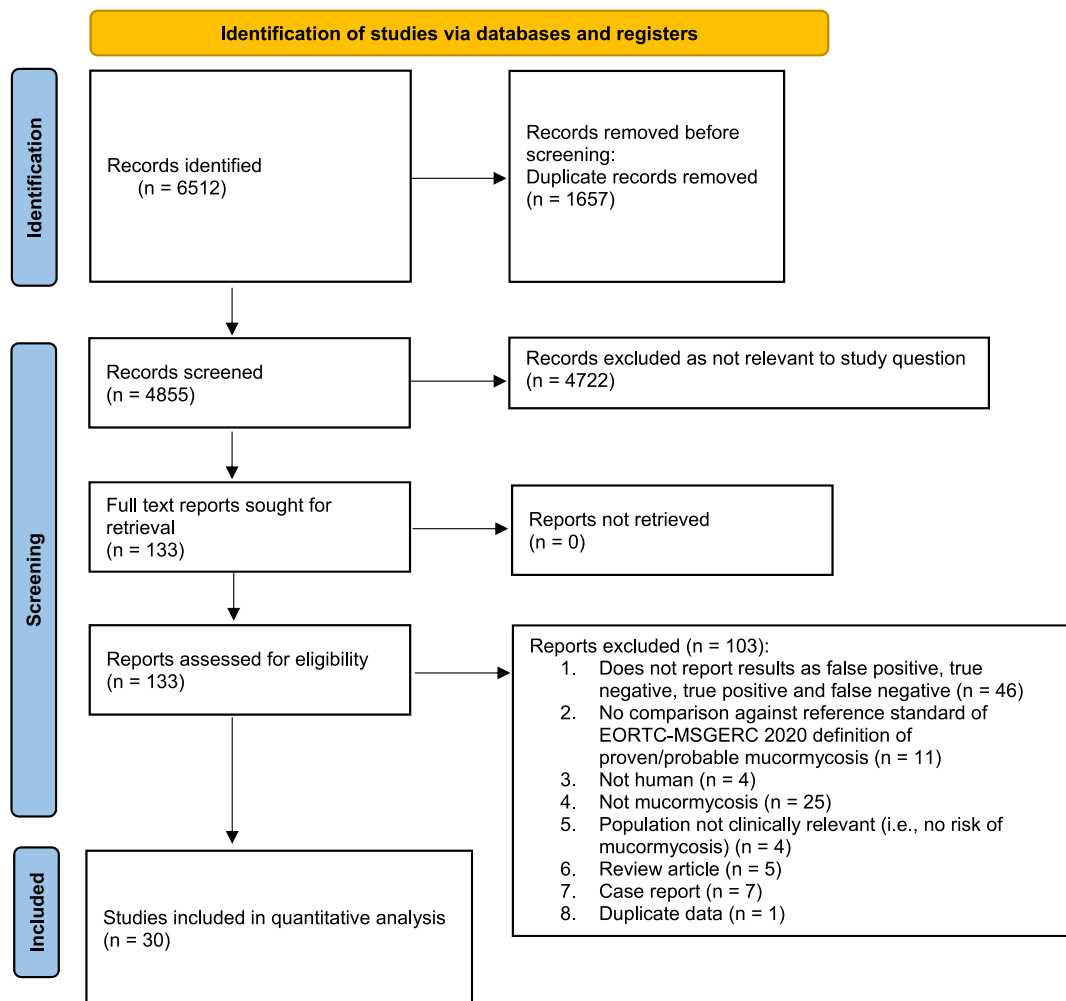 Identification of studies via databases and registers
Identification
Records identified
(n = 6512)
Records removed before
screening:
Duplicate records removed
(n = 1657)
Screening
Records screened
(n = 4855)
Records excluded as not relevant to study question
(n = 4722)
Full text reports sought for
retrieval
(n = 133)
Reports not retrieved
(n = 0)
Reports assessed for eligibility
(n = 133)
Reports excluded (n = 103):
1. Does not report results as false positive, true
negative, true positive and false negative (n = 46)
2. No comparison against reference standard of
EORTC-MSGERC 2020 definition of
proven/probable mucormycosis (n = 11)
3. Not human (n = 4)
4. Not mucormycosis (n = 25)
5. Population not clinically relevant (i.e., no risk of
mucormycosis) (n = 4)
6. Review article (n = 5)
7. Case report (n = 7)
8. Duplicate data (n = 1)
Included
Studies included in quantitative analysis
(n = 30)